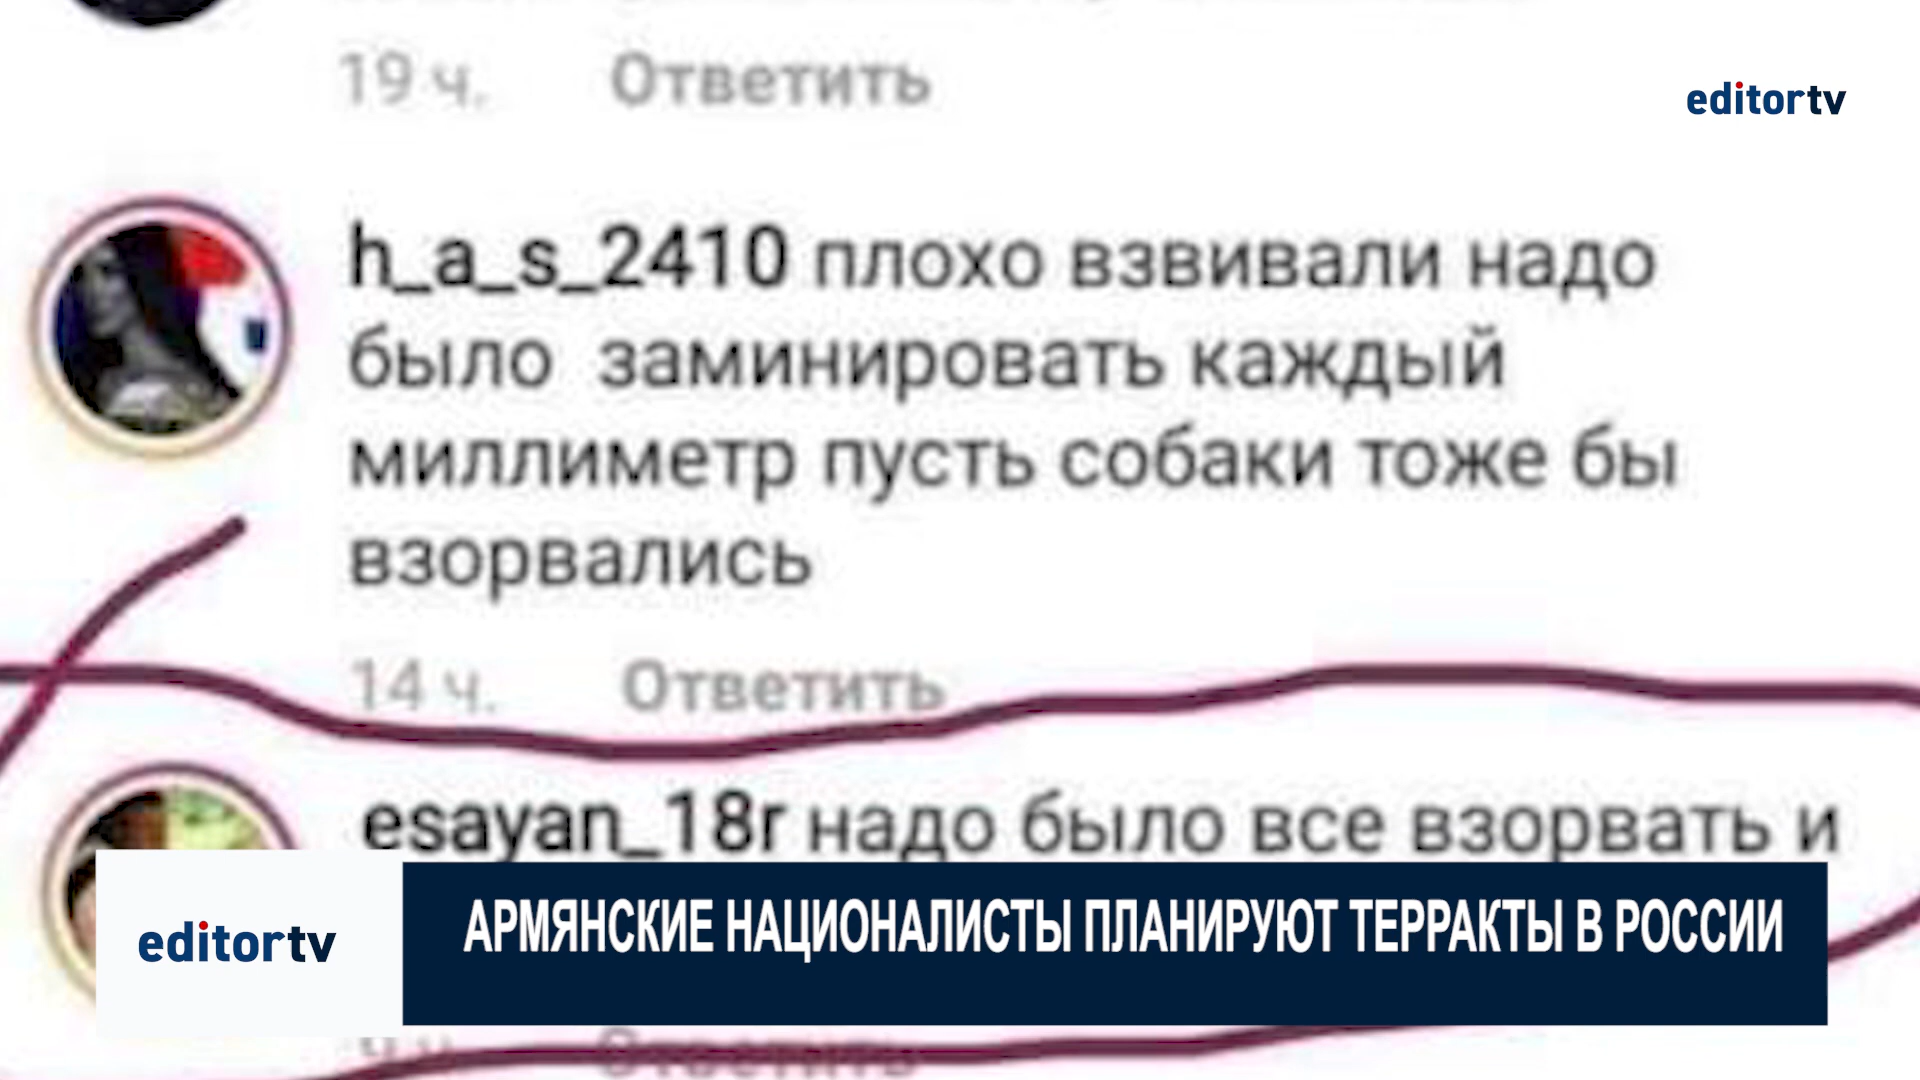 19 ч. Ответить
editortv
h_a_s_2410 плохо взвивали надо
было заминировать каждый
миллиметр пусть собаки тоже бы
взорвались
14 ч. Ответить
esayan_18r надо было все взорвать и
editortv
АРМЯНСКИЕ НАЦИОНАЛИСТЫ ПЛАНИРУЮТ ТЕРРАКТЫ В РОССИИ
Ответить